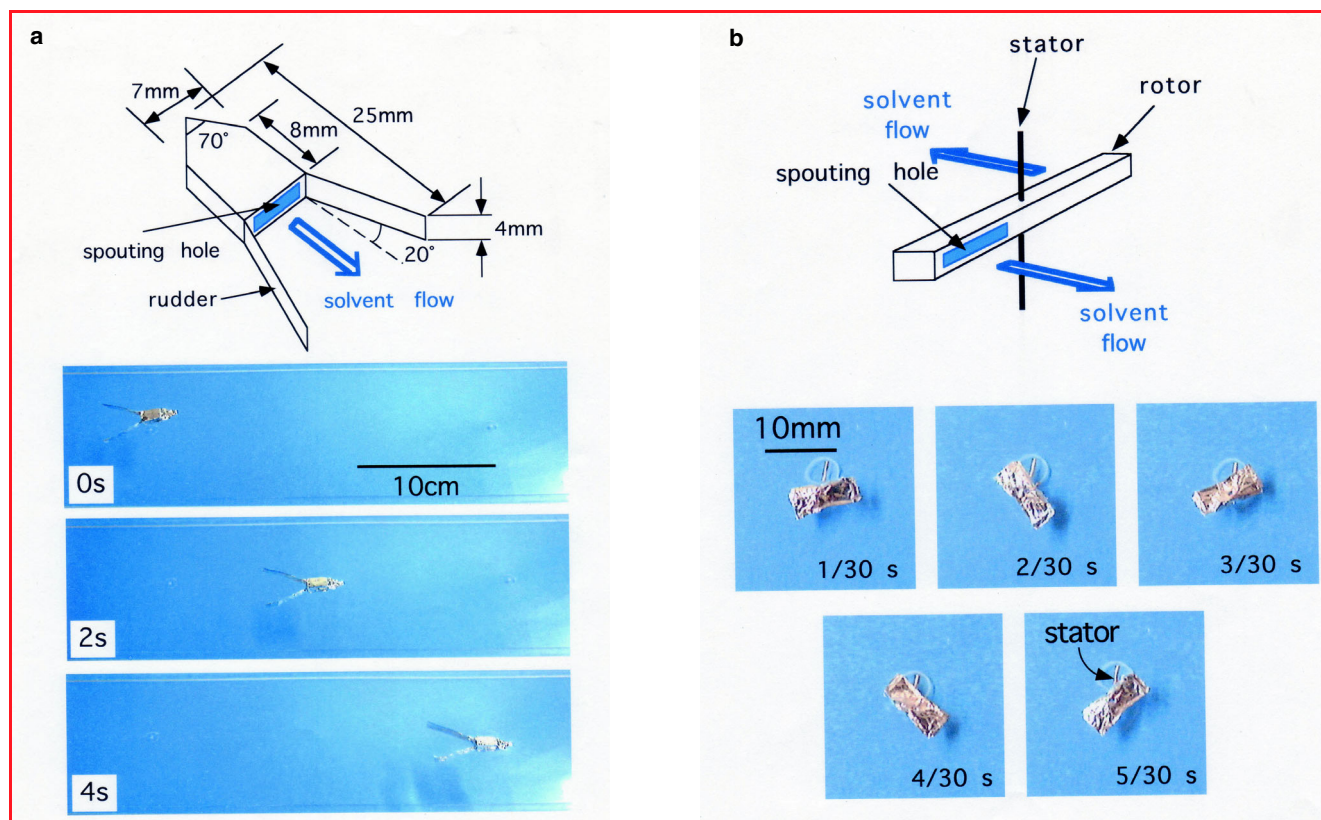 a
7mm
25mm
8mm
70°
4mm
20°
spouting hole
rudder
solvent flow
0s
10cm
2s
4s
b
stator
rotor
solvent
flow
spouting hole
solvent
flow
10mm
1/30 s
2/30 s
3/30 s
4/30 s
stator
5/30 s